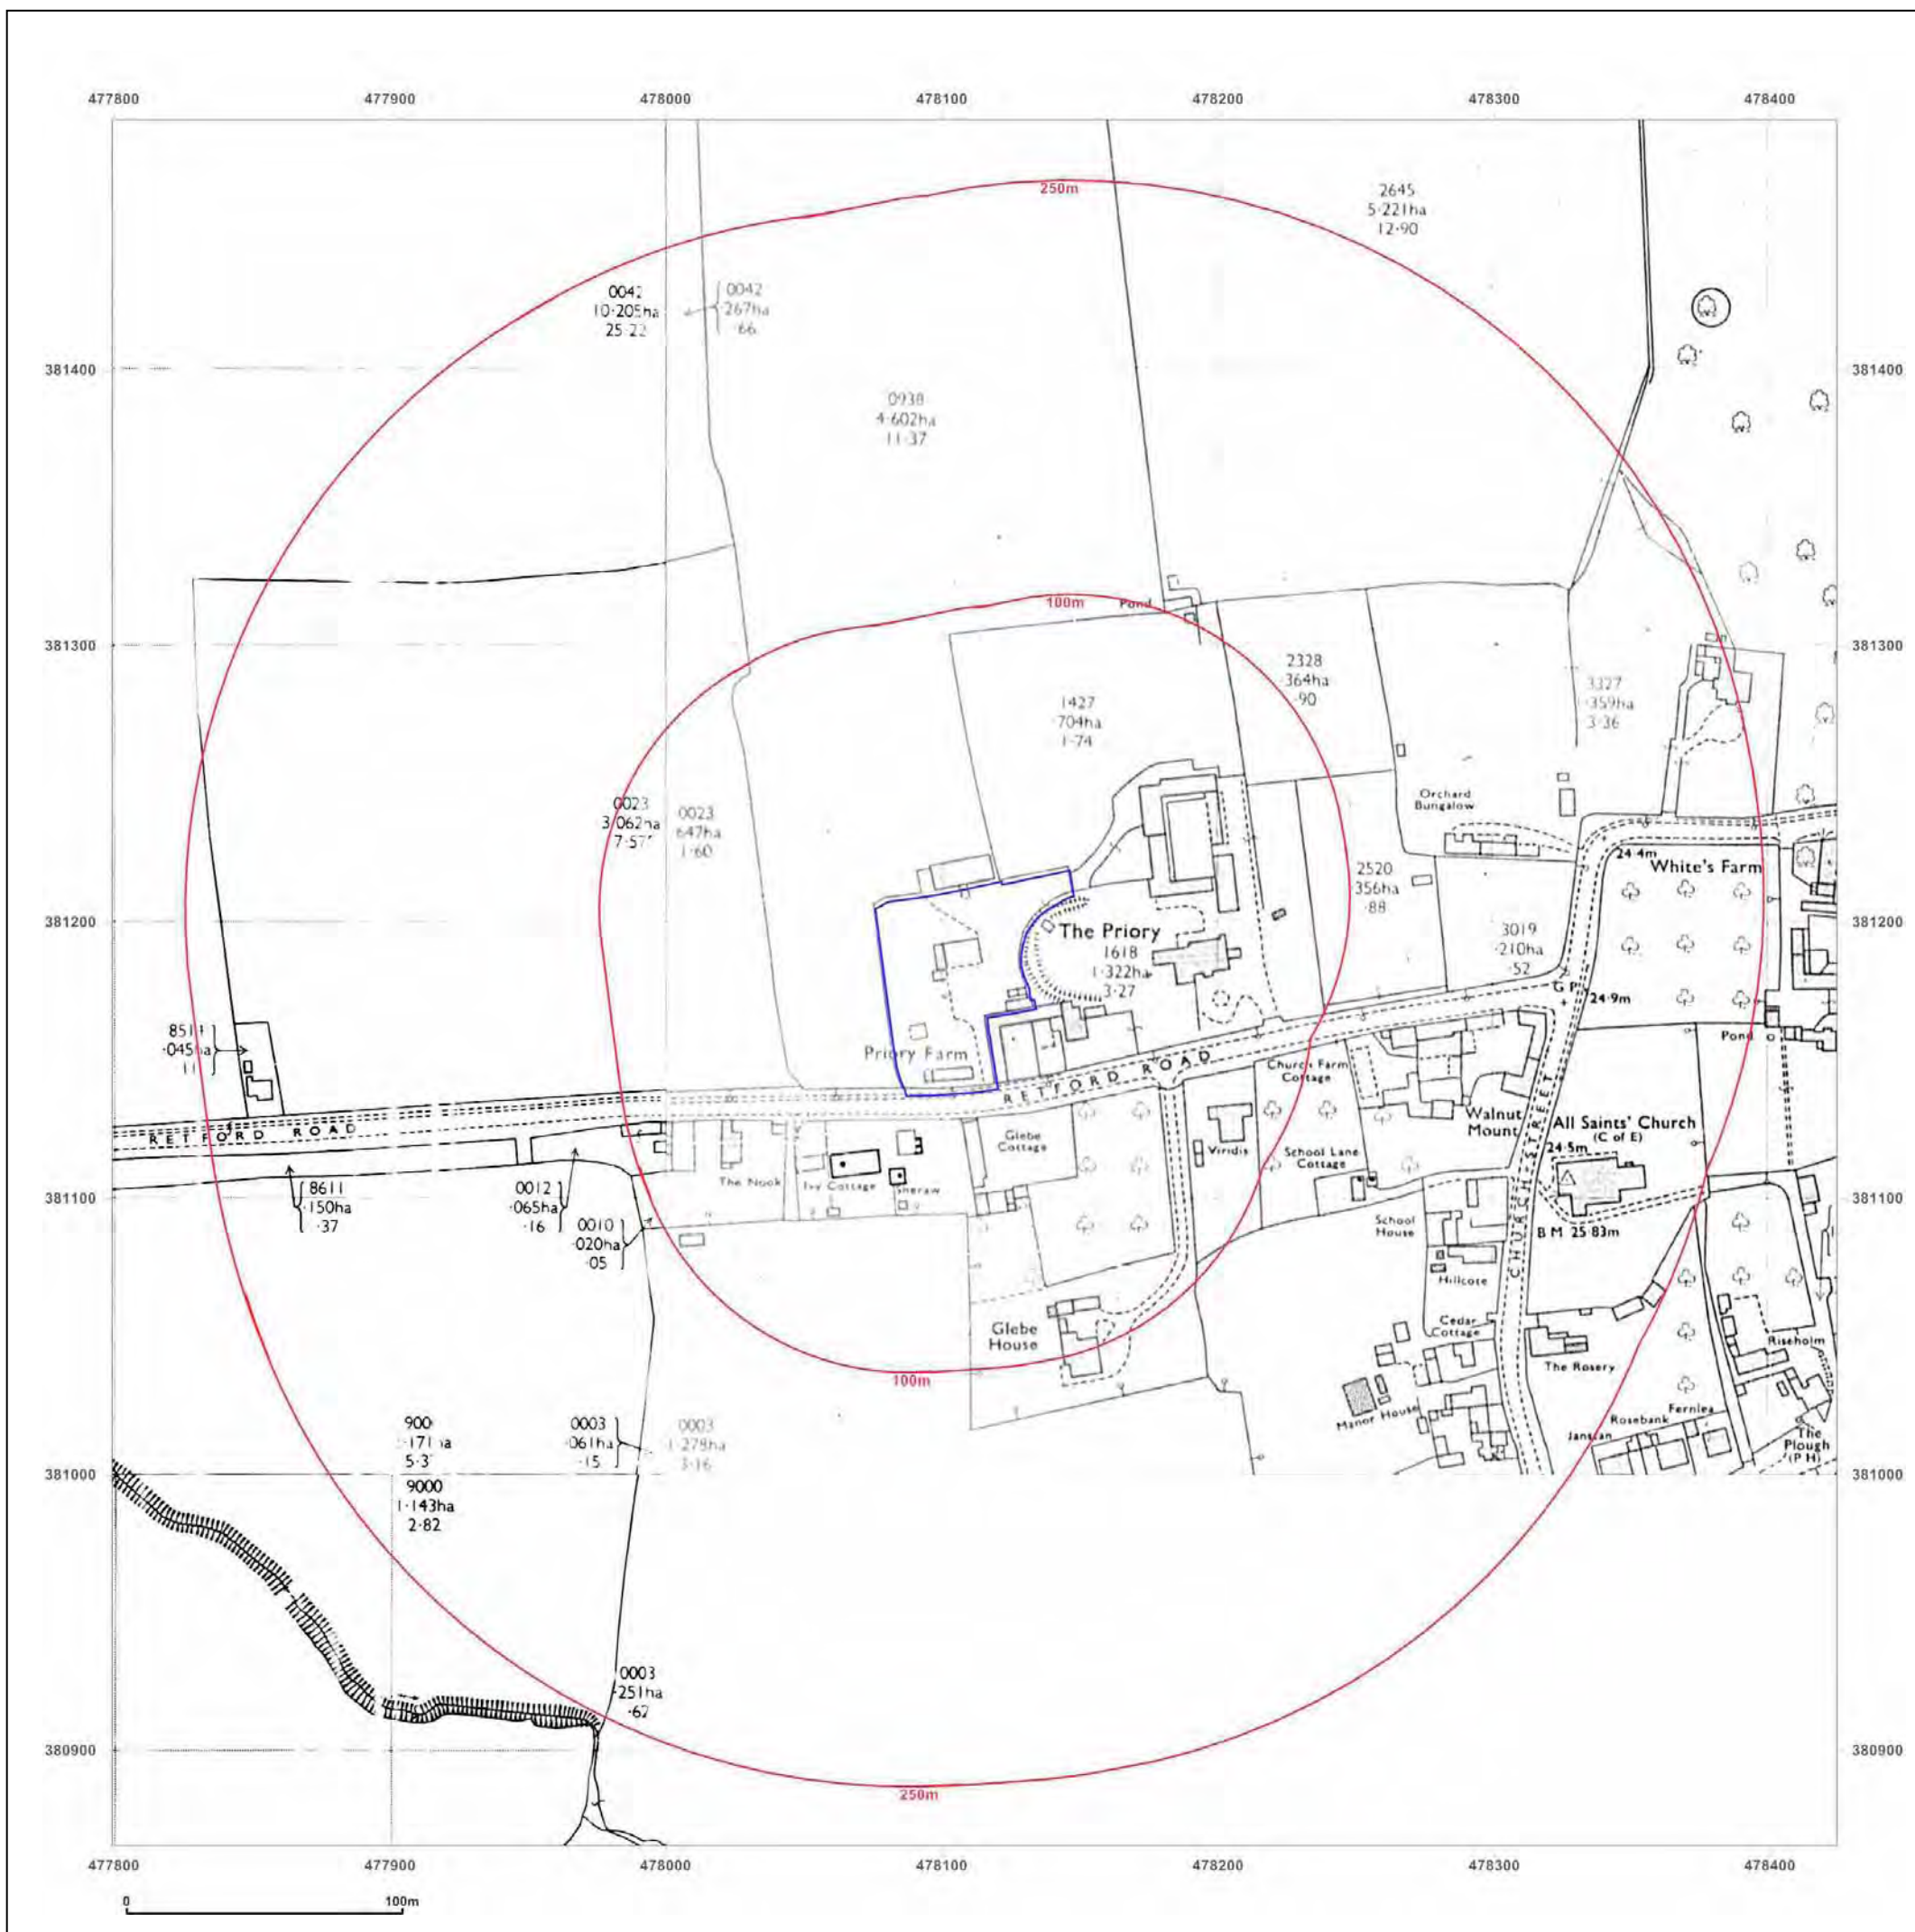 477800 477900 478000 478100 478200 478300 478400
250m
2645
5·221ha
12·90
0042
10·205ha
25·22
0042
·267ha
·66
381400 381400
0938
4·602ha
11·37
100m
Pond
381300 381300
2328
·364ha
·90
3327
1·359ha
3·36
1427
·704ha
1·74
Orchard
Bungalow
0023
3·062ha
7·57
0023
·647ha
1·60
24·4m
White's Farm
2520
·356ha
·88
381200 381200
The Priory
1618
1·322ha
3·27
3019
·210ha
·52
G P
24·9m
·045ha
Priory Farm
Pond
RETFORD ROAD
Church Farm
Cottage
Walnut
Mount
All Saints' Church
(C of E)
24·5m
RETFORD ROAD
Glebe
Cottage
Viridis
School Lane
Cottage
CHURCH STREET
8611
·150ha
·37
0012
·065ha
·16
The Nook
Ivy Cottage
Sheraw
381100 381100
0010
·020ha
·05
School
House
B M 25·83m
Hillcote
Glebe
House
Cedar
Cottage
The Rosery
Riseholm
100m
Manor House
Fernlea
Rosebank
Janstan
The
Plough
(P H)
900
5·3
0003
·061ha
·15
0003
1·278ha
3·16
381000 381000
9000
1·143ha
2·82
0003
·251ha
·62
380900 380900
250m
477800 477900 478000 478100 478200 478300 478400
0 100m